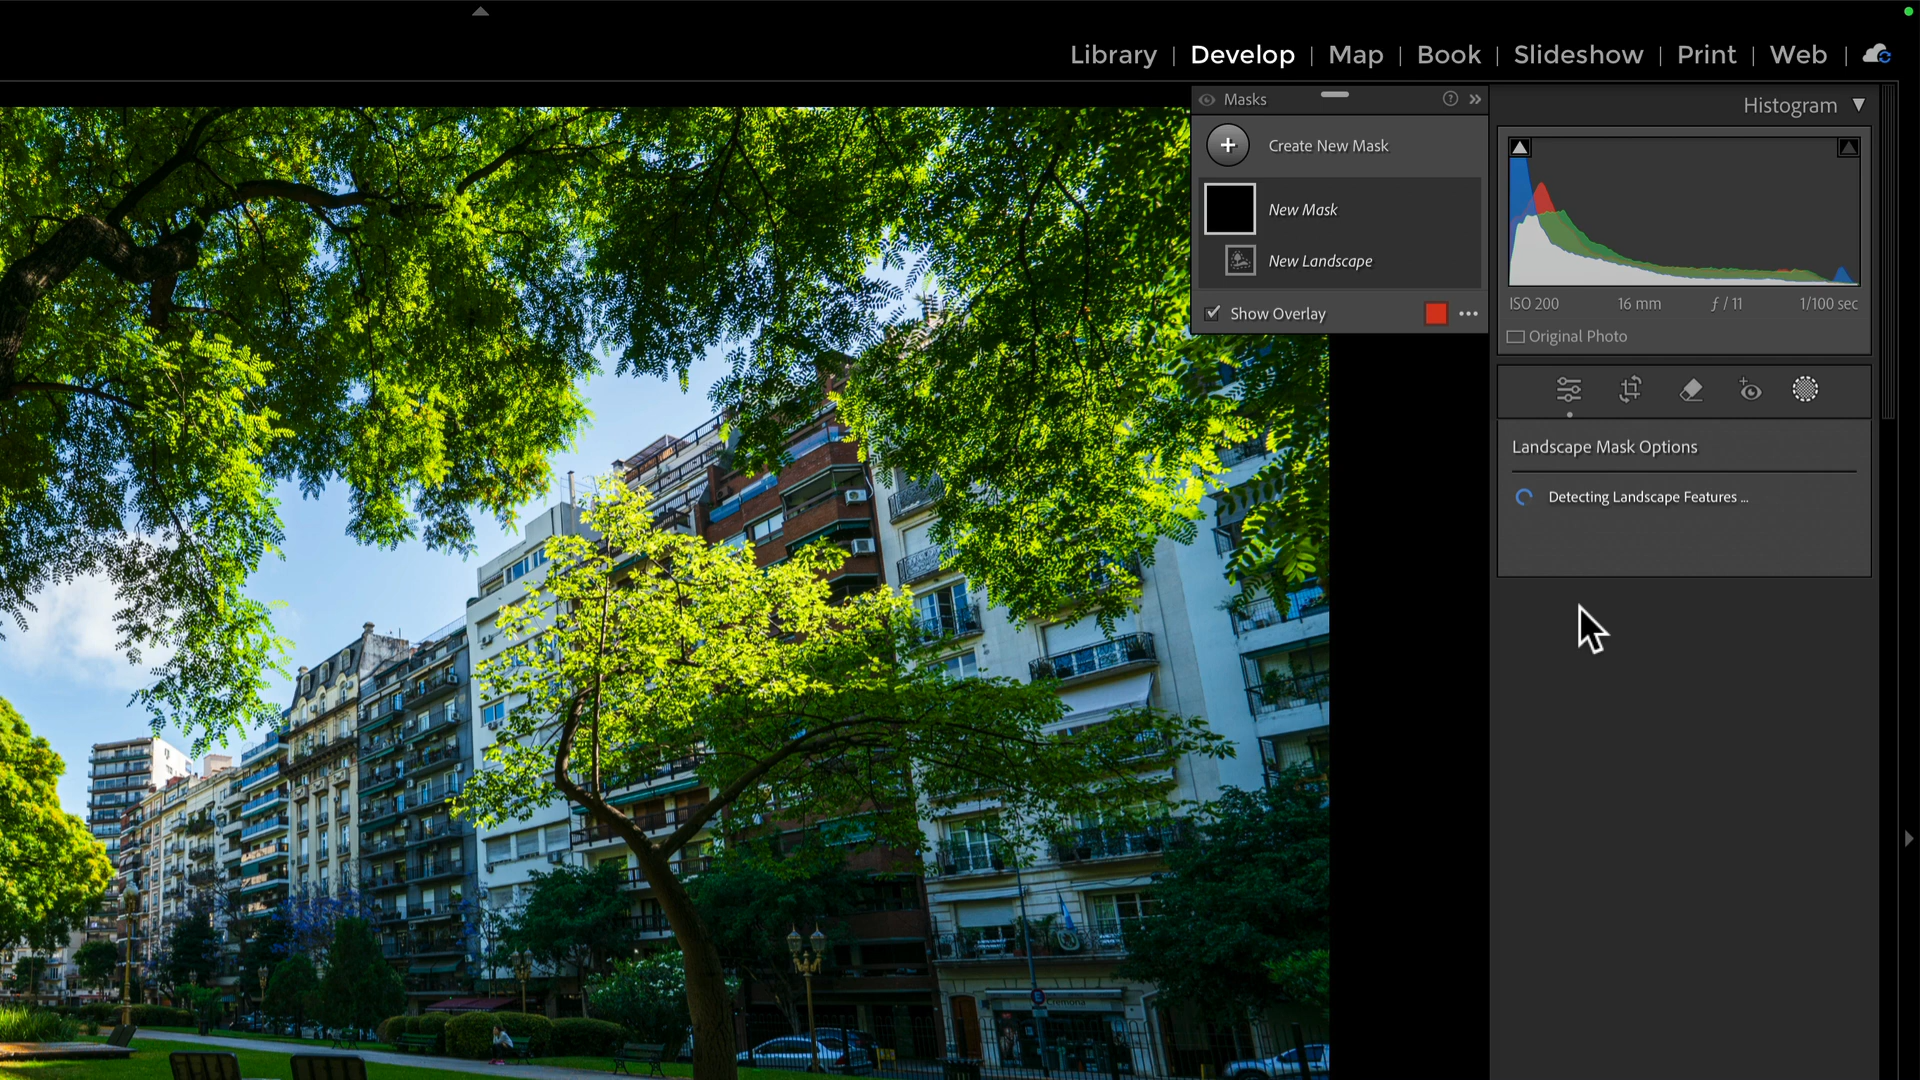 Library | Develop | Map | Book | Slideshow | Print | Web |
Masks
Create New Mask
New Mask
New Landscape
Show Overlay
Histogram
ISO 200 16 mm ƒ / 11 1/100 sec
Original Photo
Landscape Mask Options
Detecting Landscape Features ...
Cremona